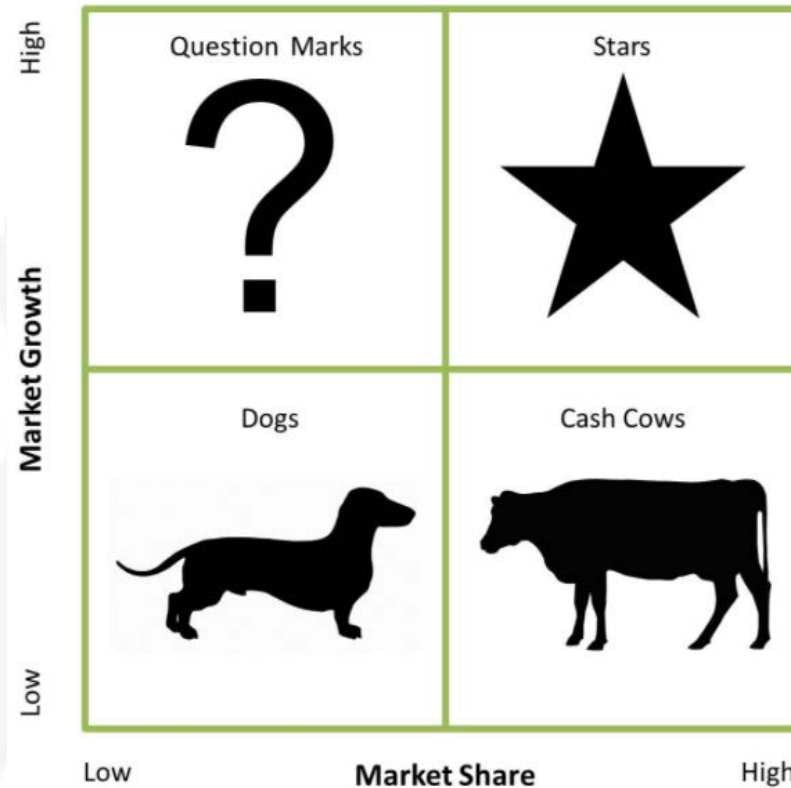 High
Question Marks
Stars
Market Growth
Dogs
Cash Cows
Low
Low
Market Share
High